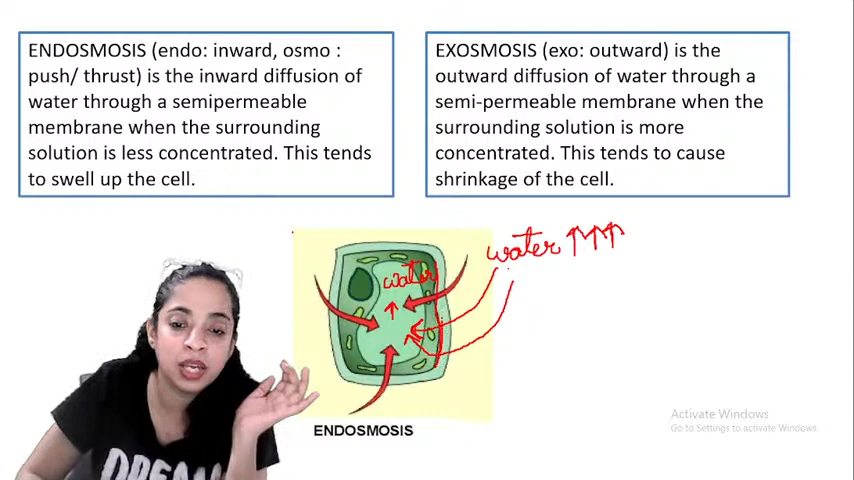 ENDOSMOSIS (endo: inward, osmo :
push/ thrust) is the inward diffusion of
water through a semipermeable
membrane when the surrounding
solution is less concentrated. This tends
to swell up the cell.
EXOSMOSIS (exo: outward) is the
outward diffusion of water through a
semi-permeable membrane when the
surrounding solution is more
concentrated. This tends to cause
shrinkage of the cell.
water ↑↑↑
water
↑
ENDOSMOSIS
DREAM
Activate Windows
Go to Settings to activate Windows.